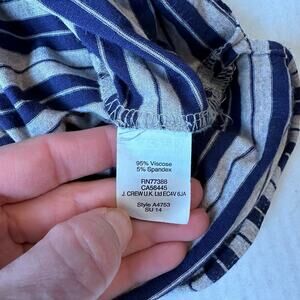 95% Viscose
5% Spandex
RN77388
CA56445
J. CREW U.K. Ltd EC4V 6JA
Style A4753
SU 14